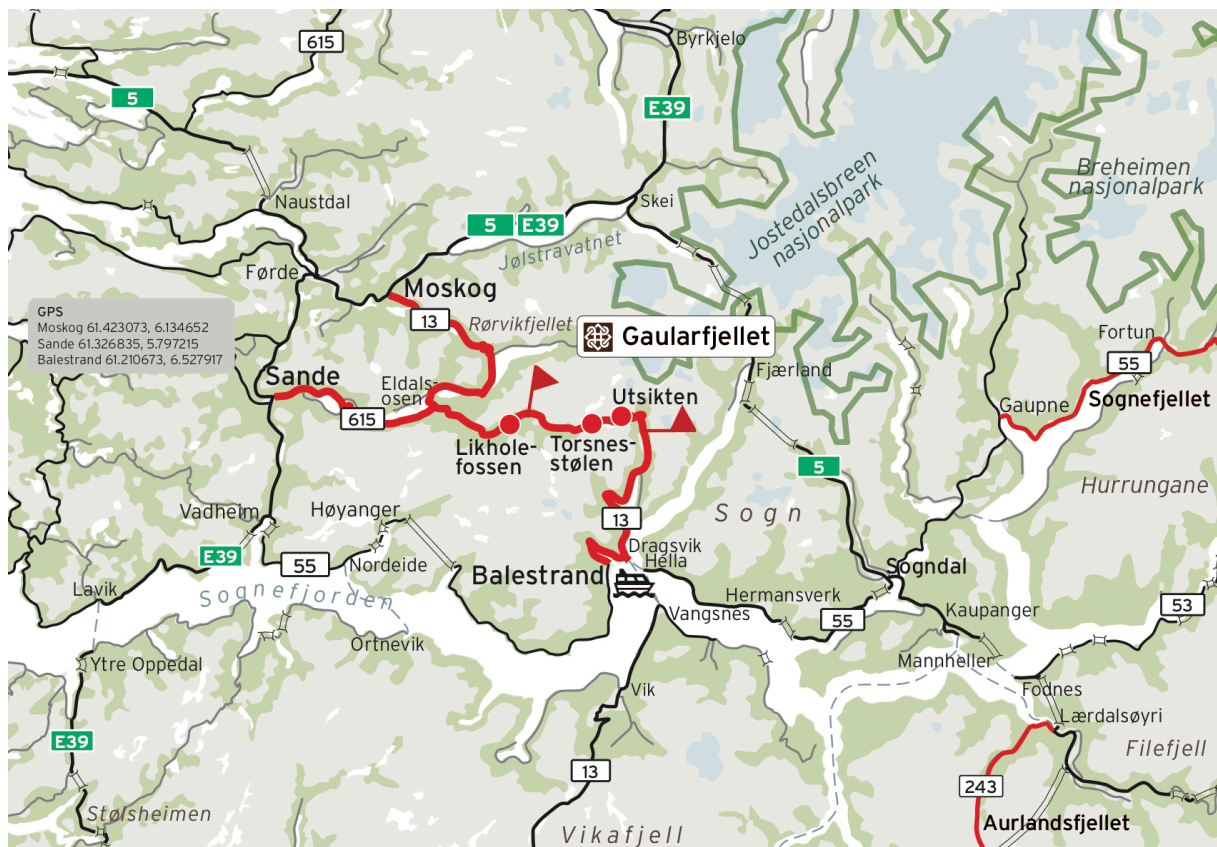 Byrkjelo
615
5
E39
Breheimen
nasjonalpark
Jostedalsbreen
nasjonalpark
Naustdal
Skei
5
E39
Jølstravatnet
Førde
Moskog
GPS
Moskog 61.423073, 6.134652
Sande 61.326835, 5.797215
Balestrand 61.210673, 6.527917
13
Rørvikfjellet
Gaularfjellet
Fortun
55
Sognefjellet
Fjærland
Sande
Eldals-
osen
615
Utsikten
Gaupne
Likhole-
fossen
Torsnes-
stølen
5
Hurrungane
Vadheim
Høyanger
13
Sogn
Dragsvik
Hella
E39
55
Nordeide
Balestrand
Sogndal
Lavik
Sognefjorden
Hermansverk
Vangsnes
55
Kaupanger
53
Ytre Oppedal
Ortnevik
Mannheller
Vik
Fodnes
Lærdalsøyri
E39
Filefjell
13
243
Stølsheimen
Vikafjell
Aurlandsfjellet